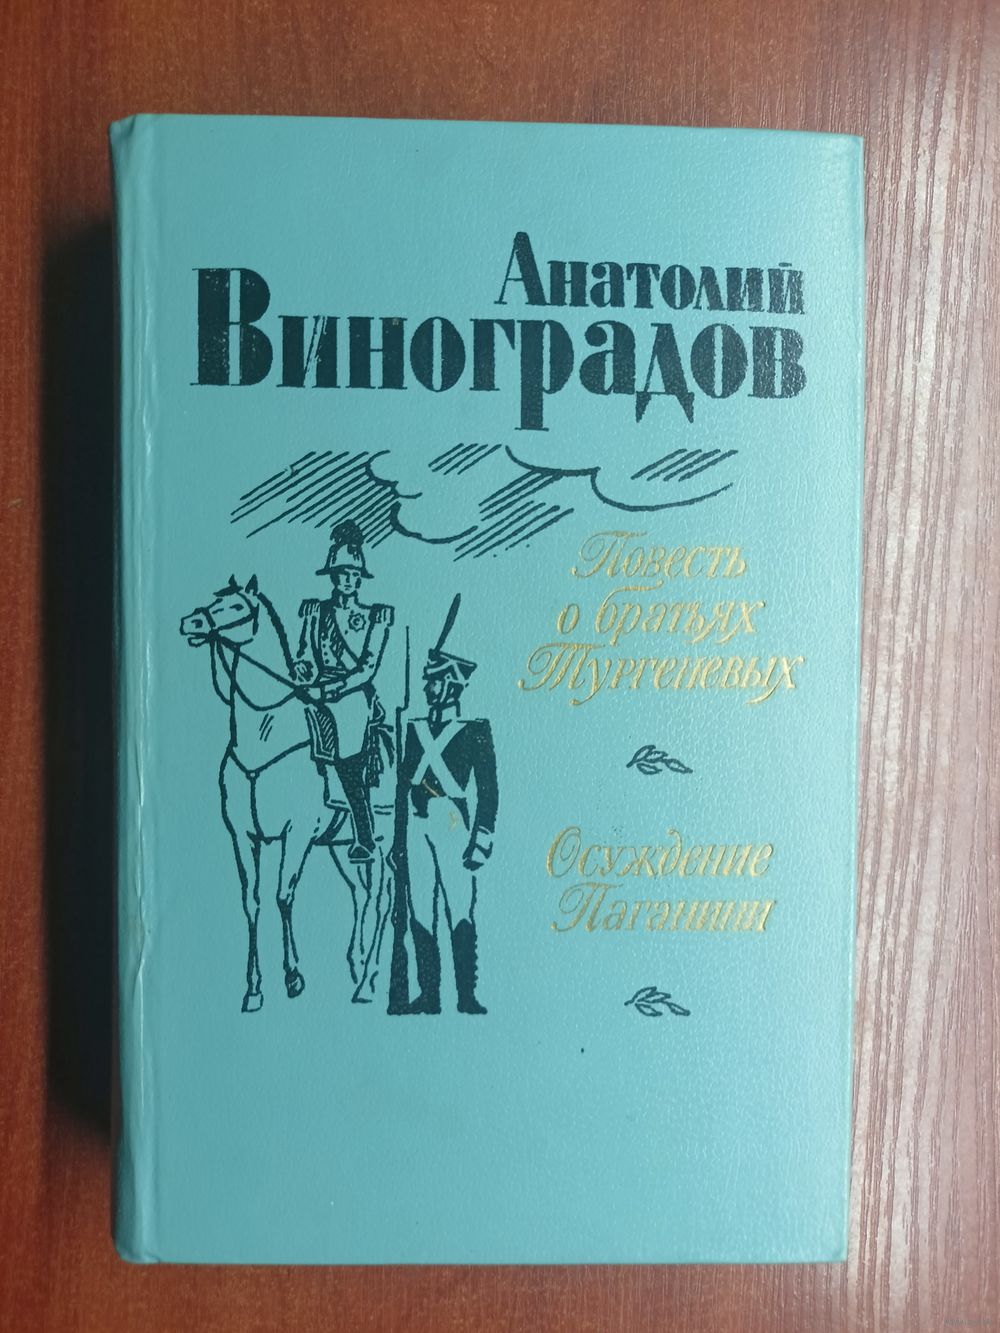 Анатолий
Виноградов
Повесть
о братьях
Тургеневых
Осуждение
Паганини